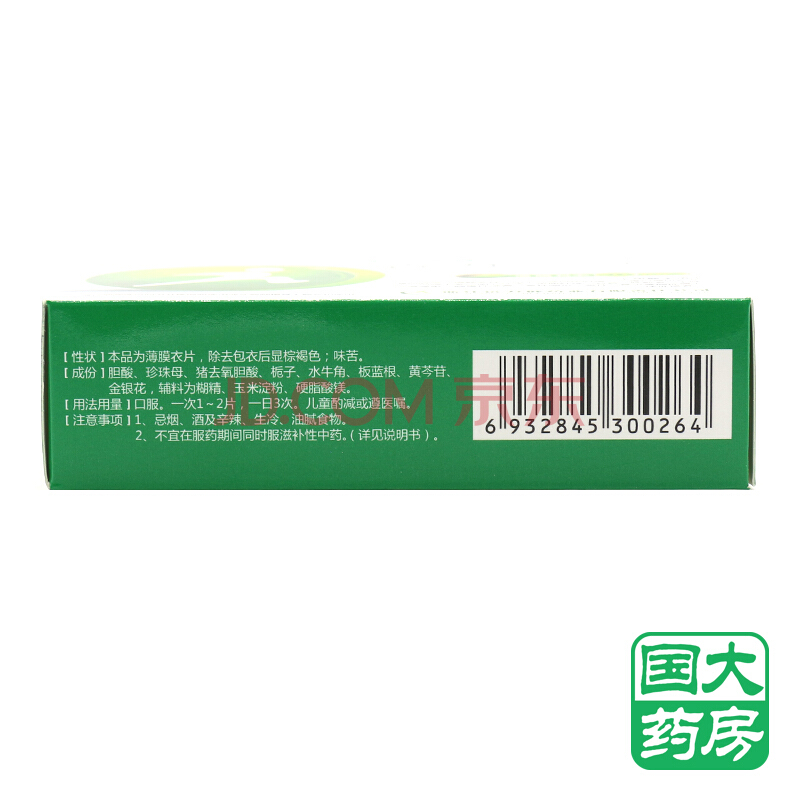 [性状] 本品为薄膜衣片，除去包衣后显棕褐色；味苦。
[成份] 胆酸、珍珠母、猪去氧胆酸、栀子、水牛角、板蓝根、黄芩苷、
金银花，辅料为糊精、玉米淀粉、硬脂酸镁。
[用法用量] 口服。一次1～2片，一日3次，儿童酌减或遵医嘱。
[注意事项] 1、忌烟、酒及辛辣、生冷、油腻食物。
2、不宜在服药期间同时服滋补性中药。（详见说明书）。
6 932845 300264
JD.COM 京东
国大
药房